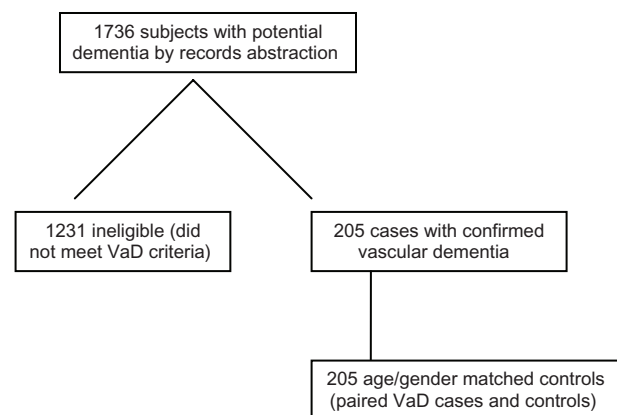 1736 subjects with potential
dementia by records abstraction
1231 ineligible (did
not meet VaD criteria)
205 cases with confirmed
vascular dementia
205 age/gender matched controls
(paired VaD cases and controls)